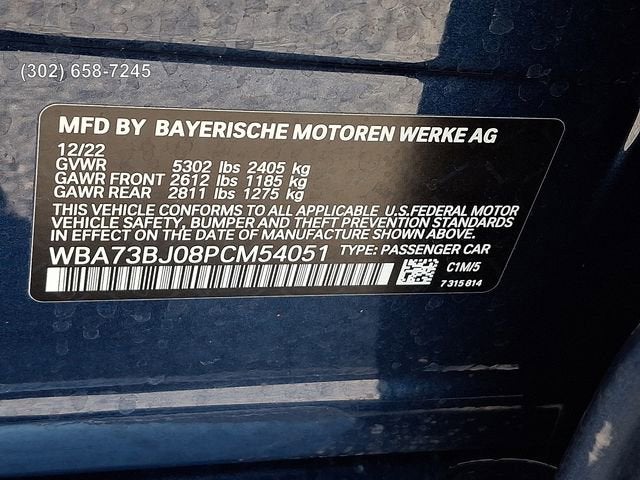 (302) 658-7245
MFD BY BAYERISCHE MOTOREN WERKE AG
12/22
GVWR 5302 lbs 2405 kg
GAWR FRONT 2612 lbs 1185 kg
GAWR REAR 2811 lbs 1275 kg
THIS VEHICLE CONFORMS TO ALL APPLICABLE U.S.FEDERAL MOTOR
VEHICLE SAFETY, BUMPER AND THEFT PREVENTION STANDARDS
IN EFFECT ON THE DATE OF MANUFACTURE SHOWN ABOVE.
WBA73BJ08PCM54051 TYPE: PASSENGER CAR
C1M/5
7 315 814